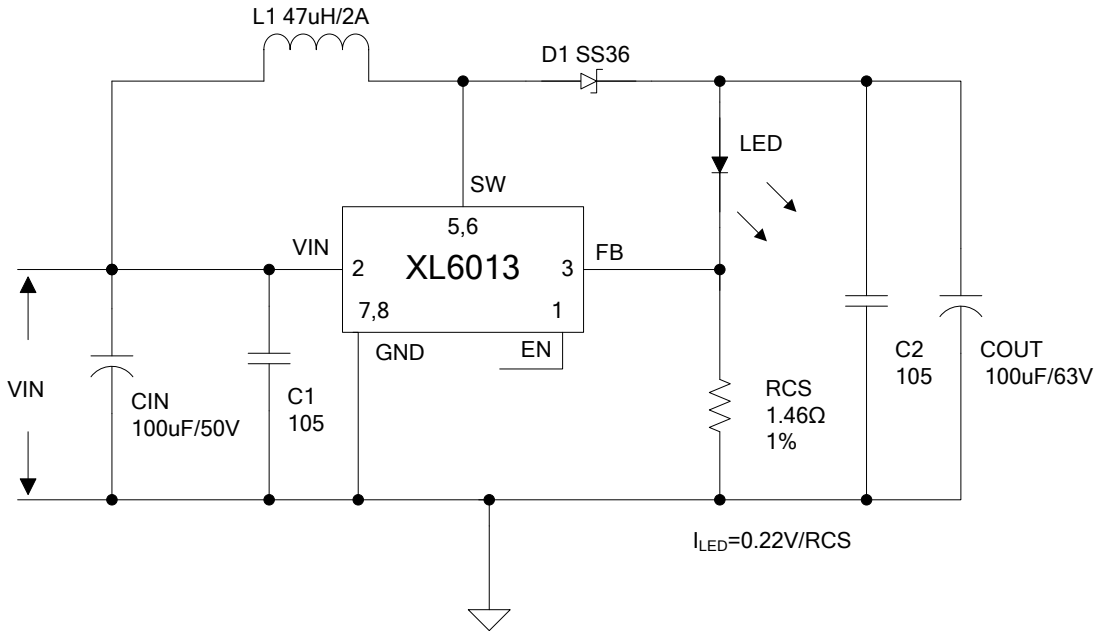 L1 47uH/2A
D1 SS36
LED
SW
5,6
VIN
2
XL6013
3
FB
7,8
1
GND
EN
VIN
CIN
100uF/50V
C1
105
RCS
1.46Ω
1%
C2
105
COUT
100uF/63V
ILED=0.22V/RCS